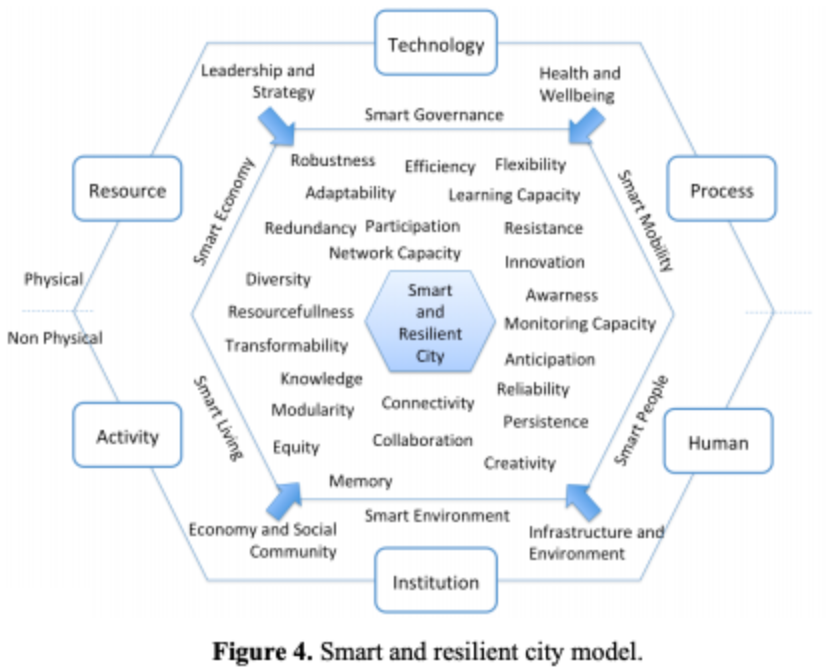 Technology
Leadership and
Strategy
Health and
Wellbeing
Smart Governance
Resource
Process
Smart Economy
Smart Mobility
Robustness
Efficiency
Flexibility
Adaptability
Learning Capacity
Redundancy
Participation
Resistance
Network Capacity
Innovation
Diversity
Awarness
Resourcefullness
Monitoring Capacity
Transformability
Anticipation
Knowledge
Reliability
Modularity
Connectivity
Persistence
Equity
Collaboration
Creativity
Memory
Smart
and
Resilient
City
Physical
Non Physical
Smart Living
Smart People
Activity
Human
Smart Environment
Economy and Social
Community
Infrastructure and
Environment
Institution
Figure 4. Smart and resilient city model.